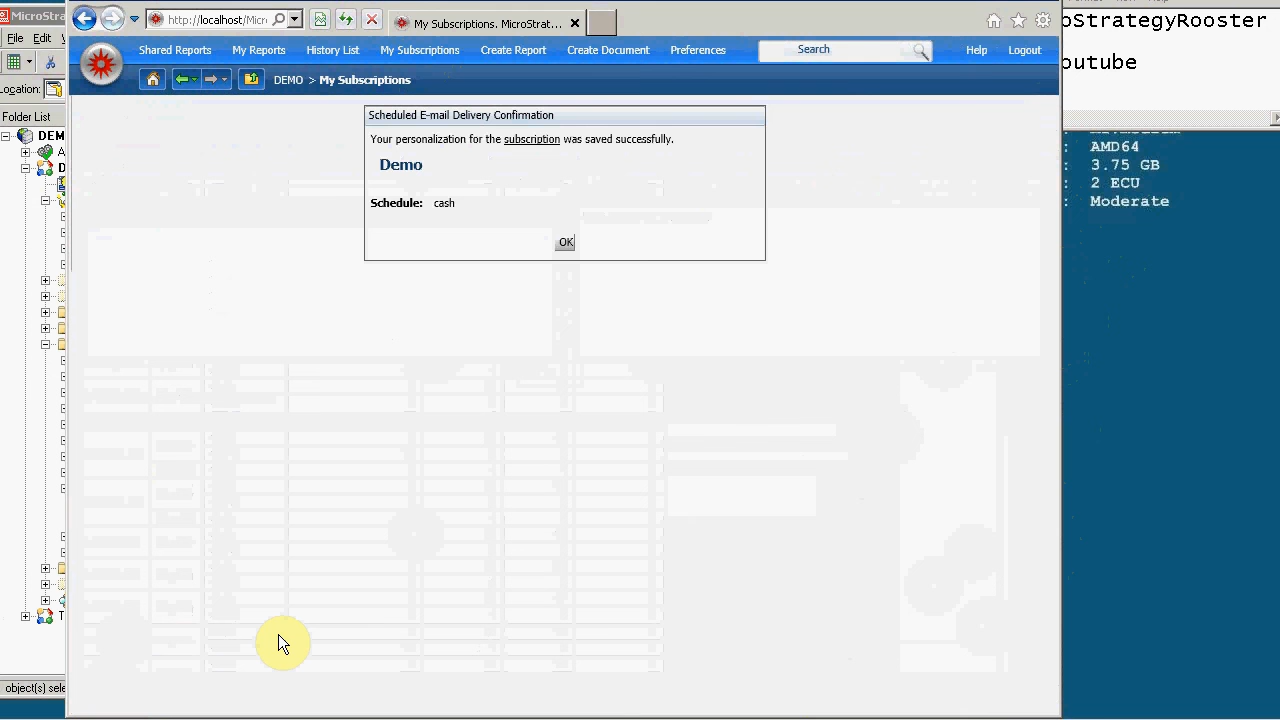 MicroStra
File Edit
Location:
Folder List
DEM
A
D
T
object(s) sele
http://localhost/Micr
My Subscriptions. MicroStrat...
Shared Reports My Reports History List My Subscriptions Create Report Create Document Preferences Search Help Logout
DEMO > My Subscriptions
Scheduled E-mail Delivery Confirmation
Your personalization for the subscription was saved successfully.
Demo
Schedule: cash
OK
oStrategyRooster
outube
: AMD64
: 3.75 GB
: 2 ECU
: Moderate